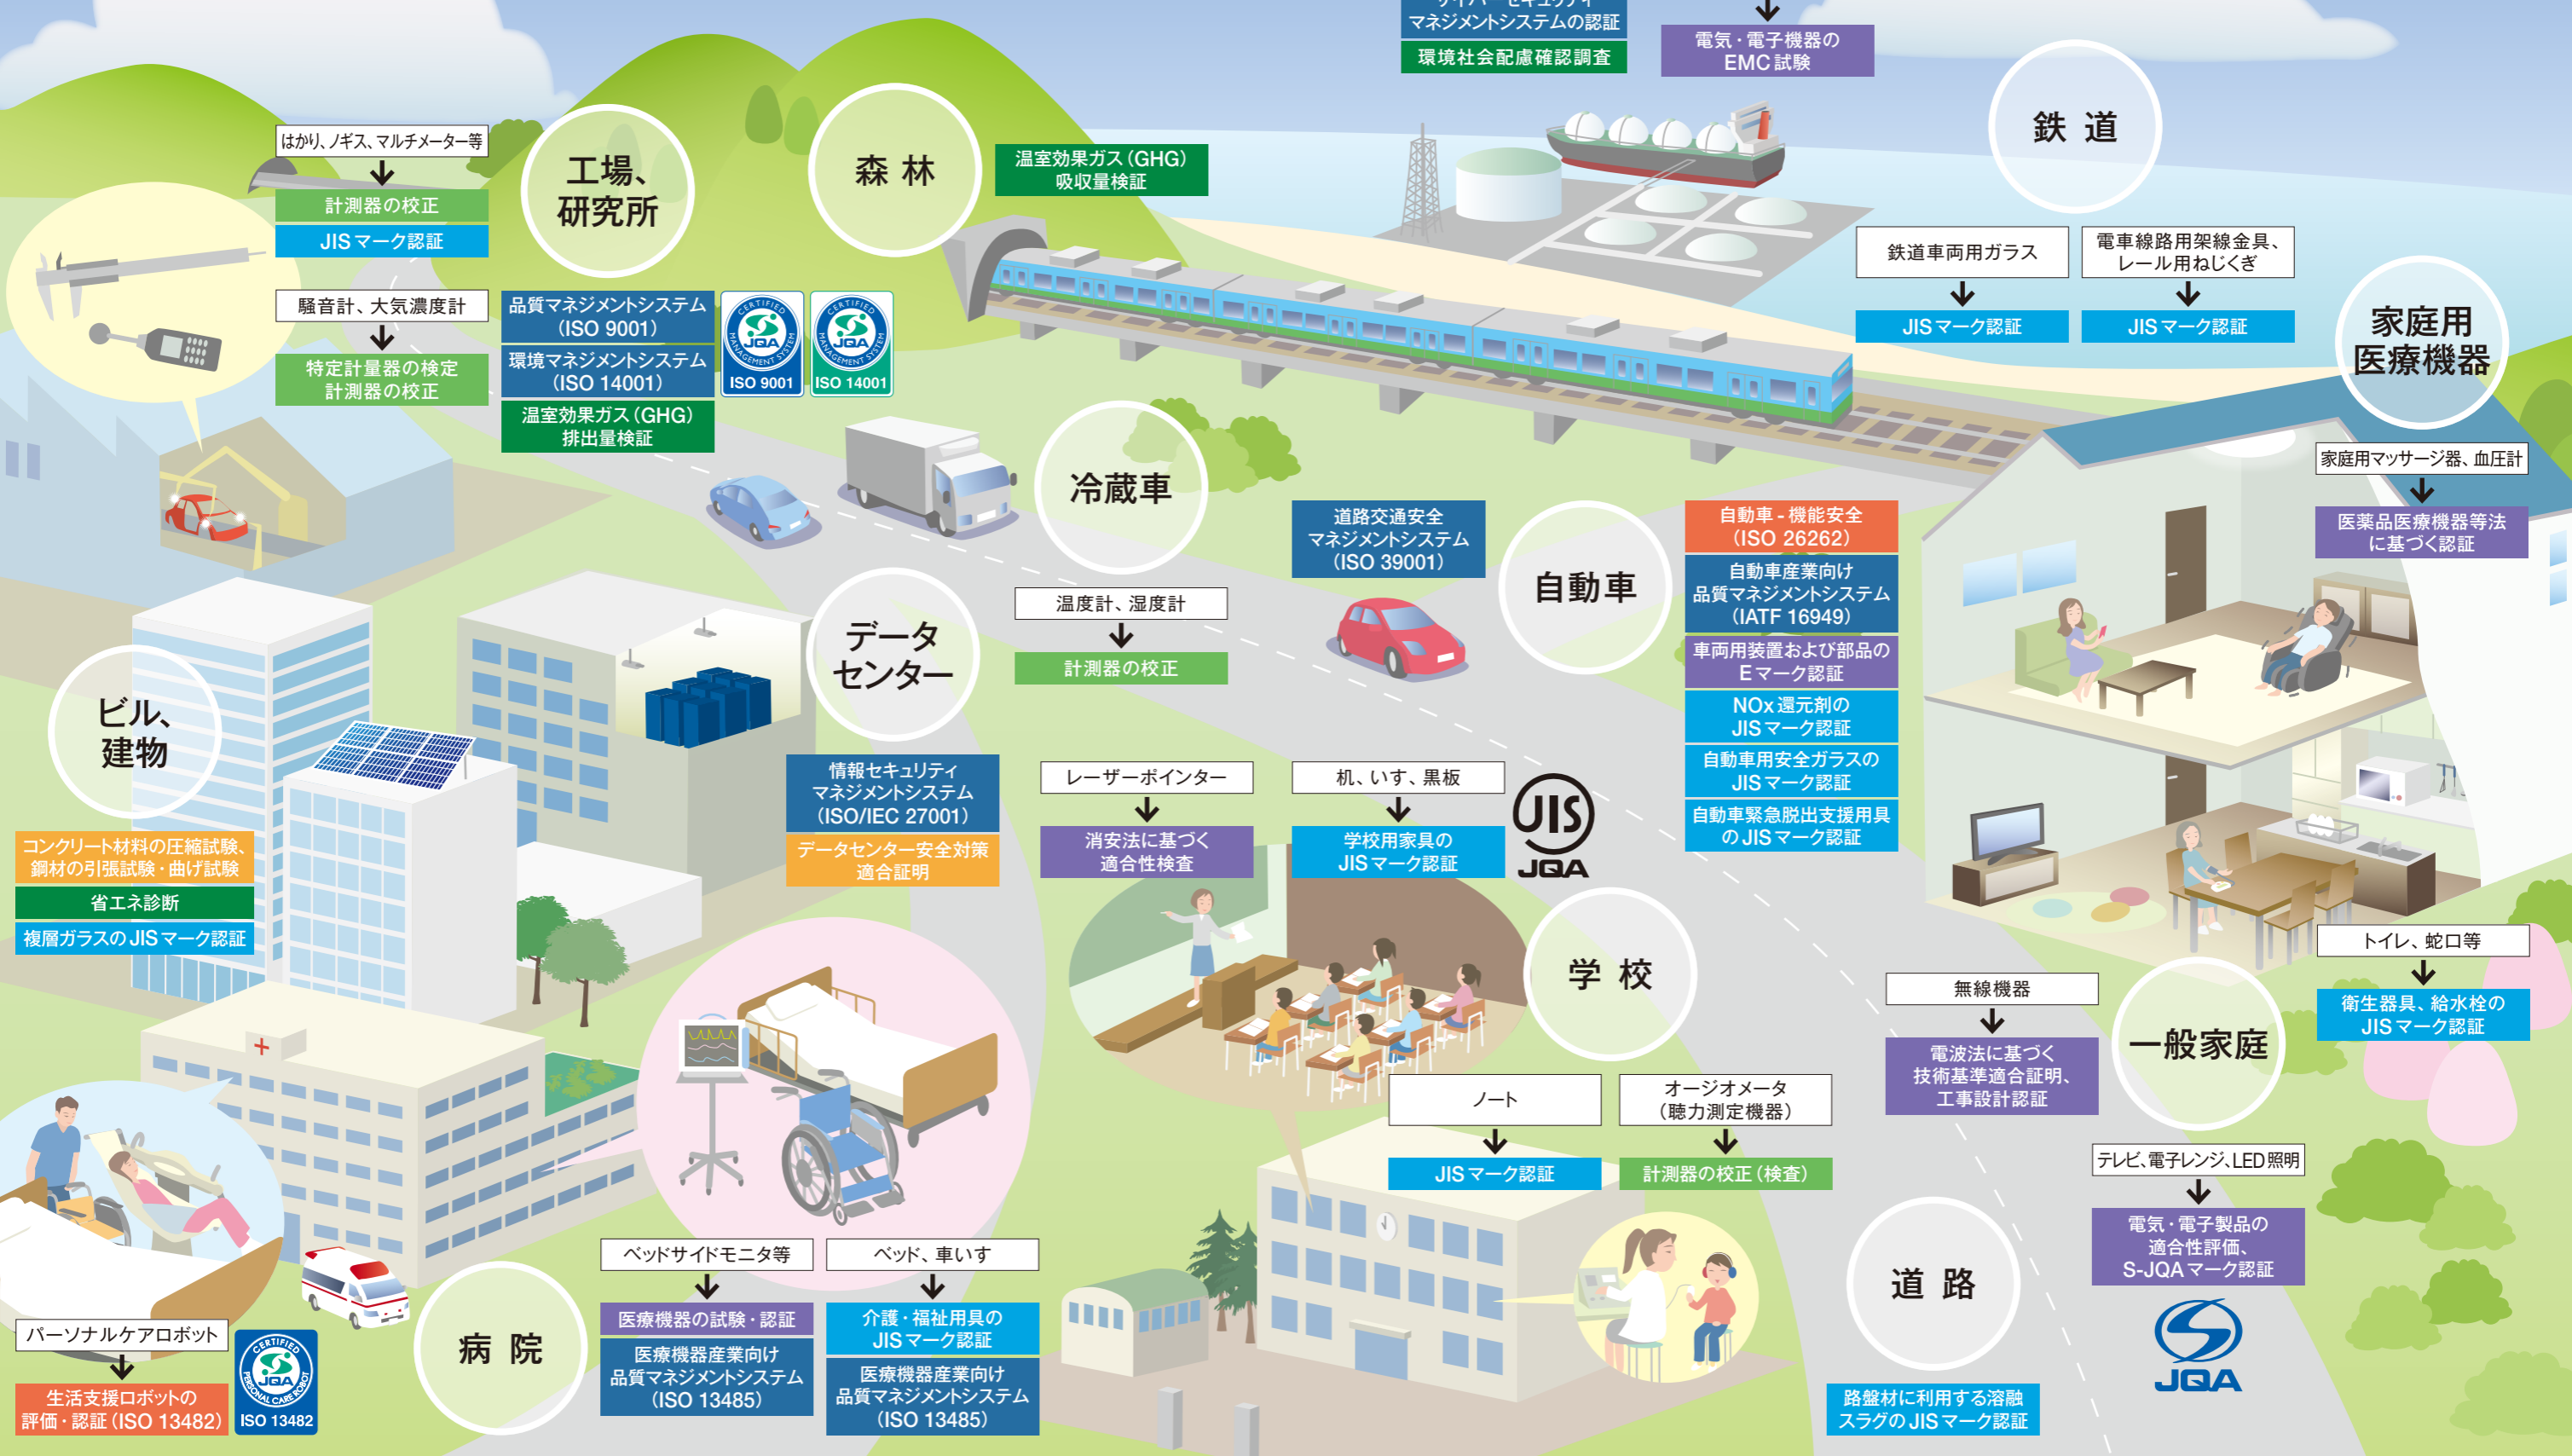 サイバーセキュリティ
マネジメントシステムの認証
環境社会配慮確認調査
電気・電子機器の
EMC試験
はかり、ノギス、マルチメーター等
計測器の校正
JISマーク認証
工場、
研究所
騒音計、大気濃度計
特定計量器の検定
計測器の校正
品質マネジメントシステム
（ISO 9001）
環境マネジメントシステム
（ISO 14001）
温室効果ガス（GHG）
排出量検証
CERTIFIED
JQA
MANAGEMENT SYSTEM
ISO 9001
CERTIFIED
JQA
MANAGEMENT SYSTEM
ISO 14001
森林
温室効果ガス（GHG）
吸収量検証
鉄道
鉄道車両用ガラス
JISマーク認証
電車線路用架線金具、
レール用ねじくぎ
JISマーク認証
家庭用
医療機器
家庭用マッサージ器、血圧計
医薬品医療機器等法
に基づく認証
冷蔵車
温度計、湿度計
計測器の校正
道路交通安全
マネジメントシステム
（ISO 39001）
自動車
自動車-機能安全
（ISO 26262）
自動車産業向け
品質マネジメントシステム
（IATF 16949）
車両用装置および部品の
Eマーク認証
NOx還元剤の
JISマーク認証
自動車用安全ガラスの
JISマーク認証
自動車緊急脱出支援用具
のJISマーク認証
ビル、
建物
コンクリート材料の圧縮試験、
鋼材の引張試験・曲げ試験
省エネ診断
複層ガラスのJISマーク認証
データ
センター
情報セキュリティ
マネジメントシステム
（ISO/IEC 27001）
データセンター安全対策
適合証明
レーザーポインター
消安法に基づく
適合性検査
机、いす、黒板
学校用家具の
JISマーク認証
JIS
JQA
学校
ノート
JISマーク認証
オージオメータ
（聴力測定機器）
計測器の校正（検査）
無線機器
電波法に基づく
技術基準適合証明、
工事設計認証
一般家庭
トイレ、蛇口等
衛生器具、給水栓の
JISマーク認証
テレビ、電子レンジ、LED照明
電気・電子製品の
適合性評価、
S-JQAマーク認証
JQA
道路
路盤材に利用する溶融
スラグのJISマーク認証
パーソナルケアロボット
生活支援ロボットの
評価・認証（ISO 13482）
CERTIFIED
JQA
PERSONAL CARE ROBOT
ISO 13482
病院
ベッドサイドモニタ等
医療機器の試験・認証
医療機器産業向け
品質マネジメントシステム
（ISO 13485）
ベッド、車いす
介護・福祉用具の
JISマーク認証
医療機器産業向け
品質マネジメントシステム
（ISO 13485）